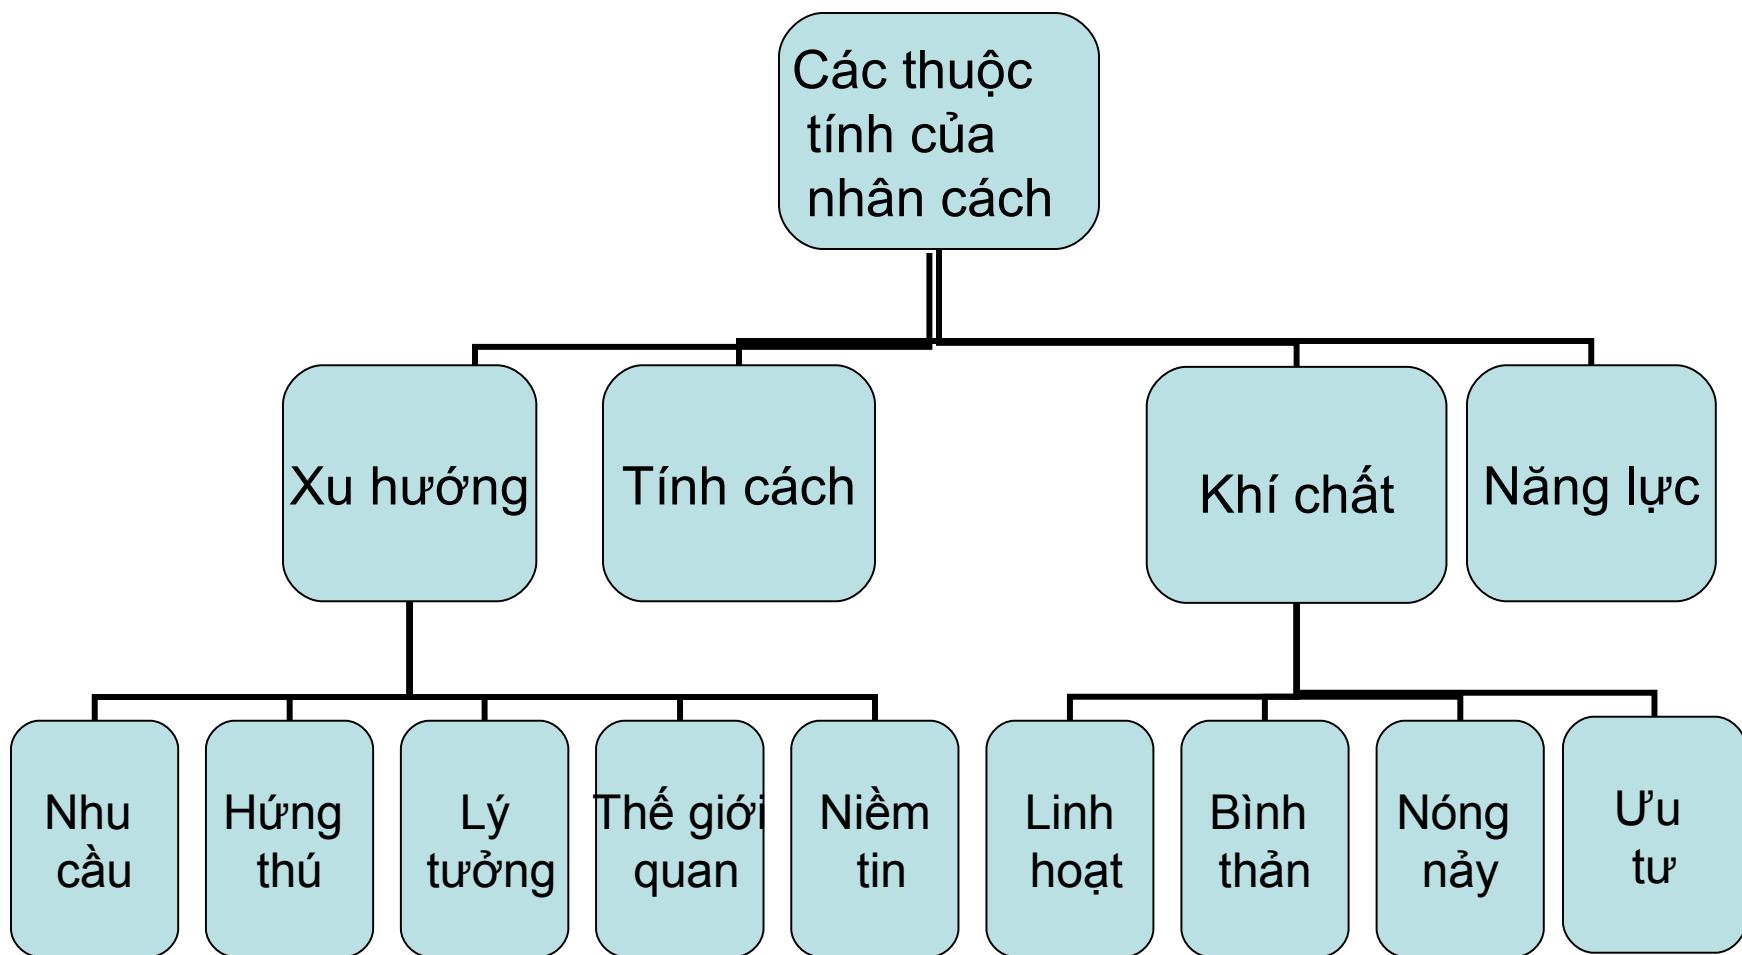 Các thuộc
tính của
nhân cách
Xu hướng
Tính cách
Khí chất
Năng lực
Nhu
cầu
Hứng
thú
Lý
tưởng
Thế giới
quan
Niềm
tin
Linh
hoạt
Bình
thản
Nóng
nảy
Ưu
tư